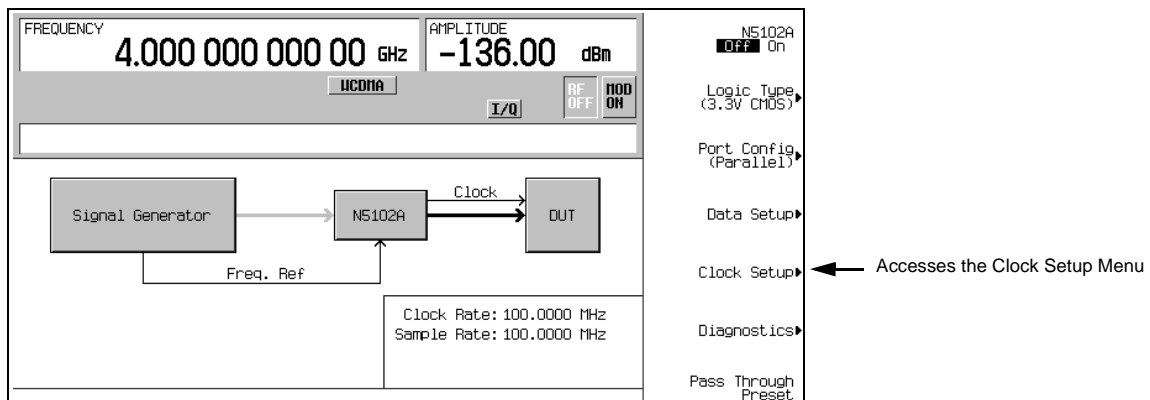 FREQUENCY
4.000 000 000 00 GHz
AMPLITUDE
-136.00 dBm
WCDMA
I/Q
RF
OFF
MOD
ON
Signal Generator
N5102A
Clock
DUT
Freq. Ref
Clock Rate: 100.0000 MHz
Sample Rate: 100.0000 MHz
N5102A
Off On
Logic Type
(3.3V CMOS)
Port Config
(Parallel)
Data Setup
Clock Setup
Accesses the Clock Setup Menu
Diagnostics
Pass Through
Preset